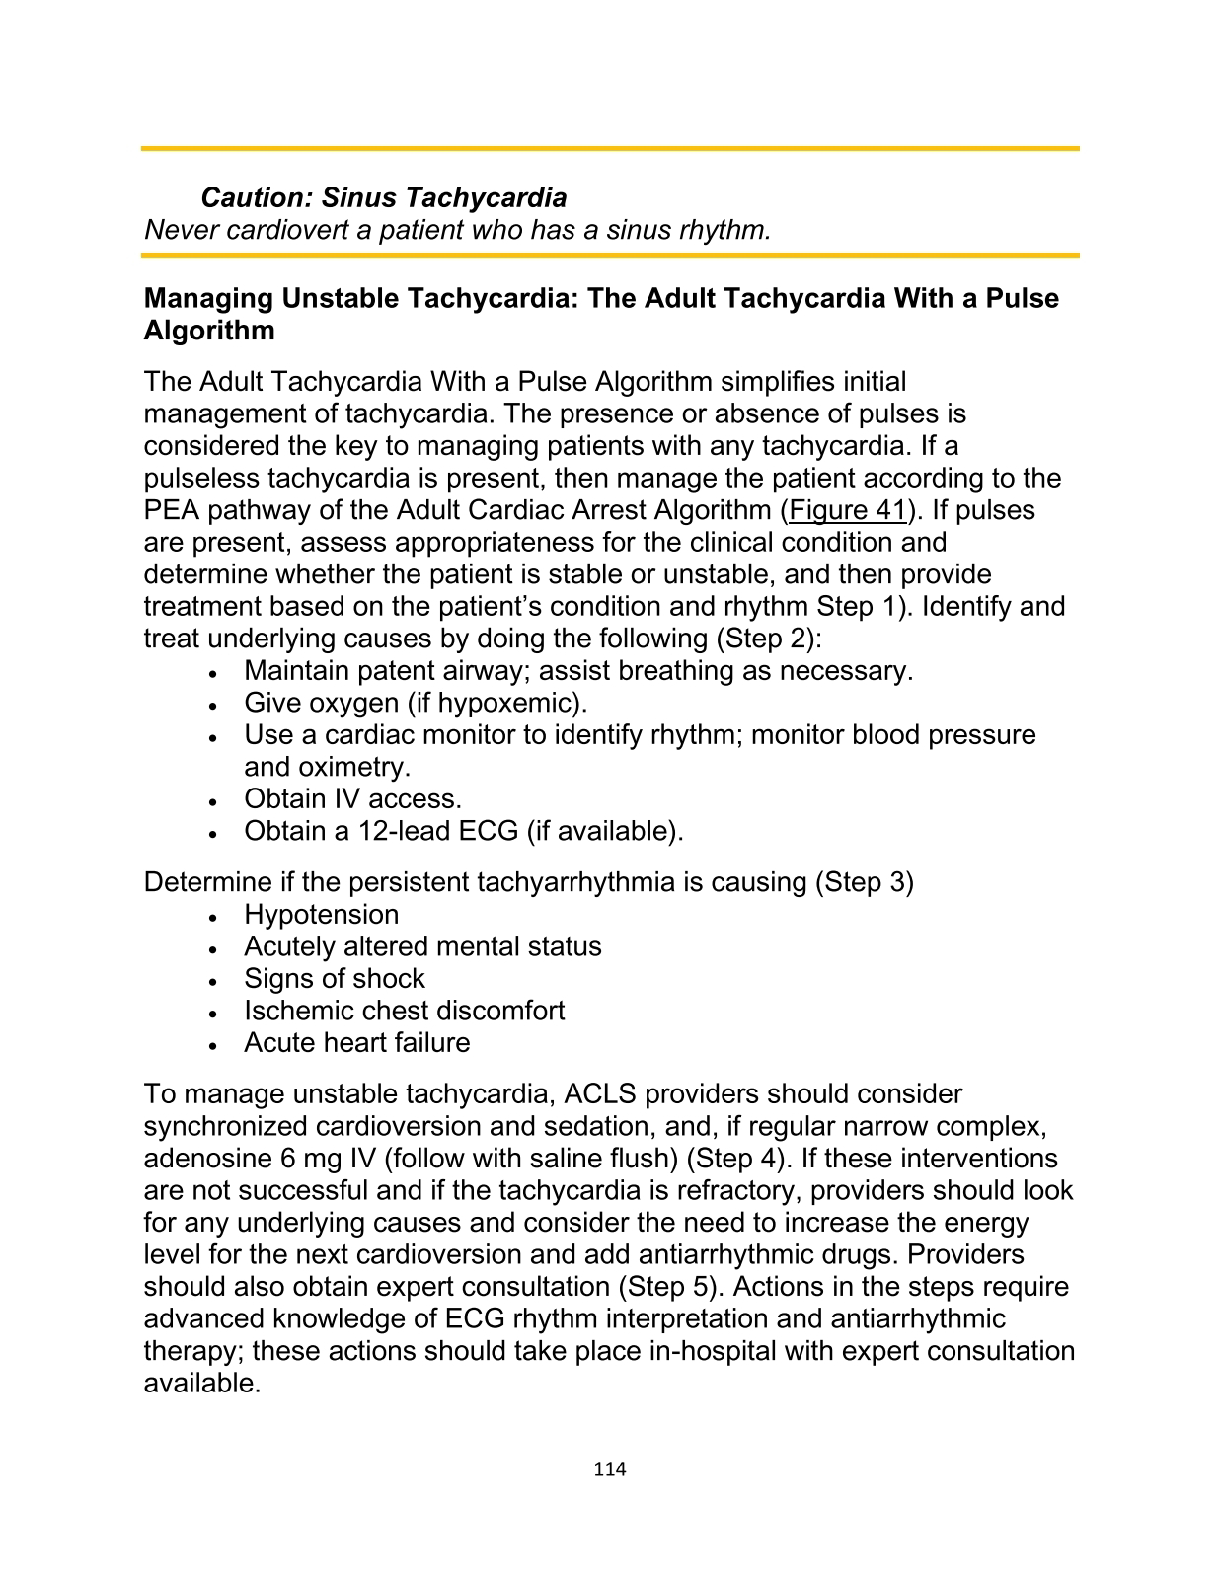 Caution: Sinus Tachycardia
Never cardiovert a patient who has a sinus rhythm.
Managing Unstable Tachycardia: The Adult Tachycardia With a Pulse
Algorithm
The Adult Tachycardia With a Pulse Algorithm simplifies initial
management of tachycardia. The presence or absence of pulses is
considered the key to managing patients with any tachycardia. If a
pulseless tachycardia is present, then manage the patient according to the
PEA pathway of the Adult Cardiac Arrest Algorithm (Figure 41). If pulses
are present, assess appropriateness for the clinical condition and
determine whether the patient is stable or unstable, and then provide
treatment based on the patient’s condition and rhythm Step 1). Identify and
treat underlying causes by doing the following (Step 2):
• Maintain patent airway; assist breathing as necessary.
• Give oxygen (if hypoxemic).
• Use a cardiac monitor to identify rhythm; monitor blood pressure
and oximetry.
• Obtain IV access.
• Obtain a 12-lead ECG (if available).
Determine if the persistent tachyarrhythmia is causing (Step 3)
• Hypotension
• Acutely altered mental status
• Signs of shock
• Ischemic chest discomfort
• Acute heart failure
To manage unstable tachycardia, ACLS providers should consider
synchronized cardioversion and sedation, and, if regular narrow complex,
adenosine 6 mg IV (follow with saline flush) (Step 4). If these interventions
are not successful and if the tachycardia is refractory, providers should look
for any underlying causes and consider the need to increase the energy
level for the next cardioversion and add antiarrhythmic drugs. Providers
should also obtain expert consultation (Step 5). Actions in the steps require
advanced knowledge of ECG rhythm interpretation and antiarrhythmic
therapy; these actions should take place in-hospital with expert consultation
available.
114